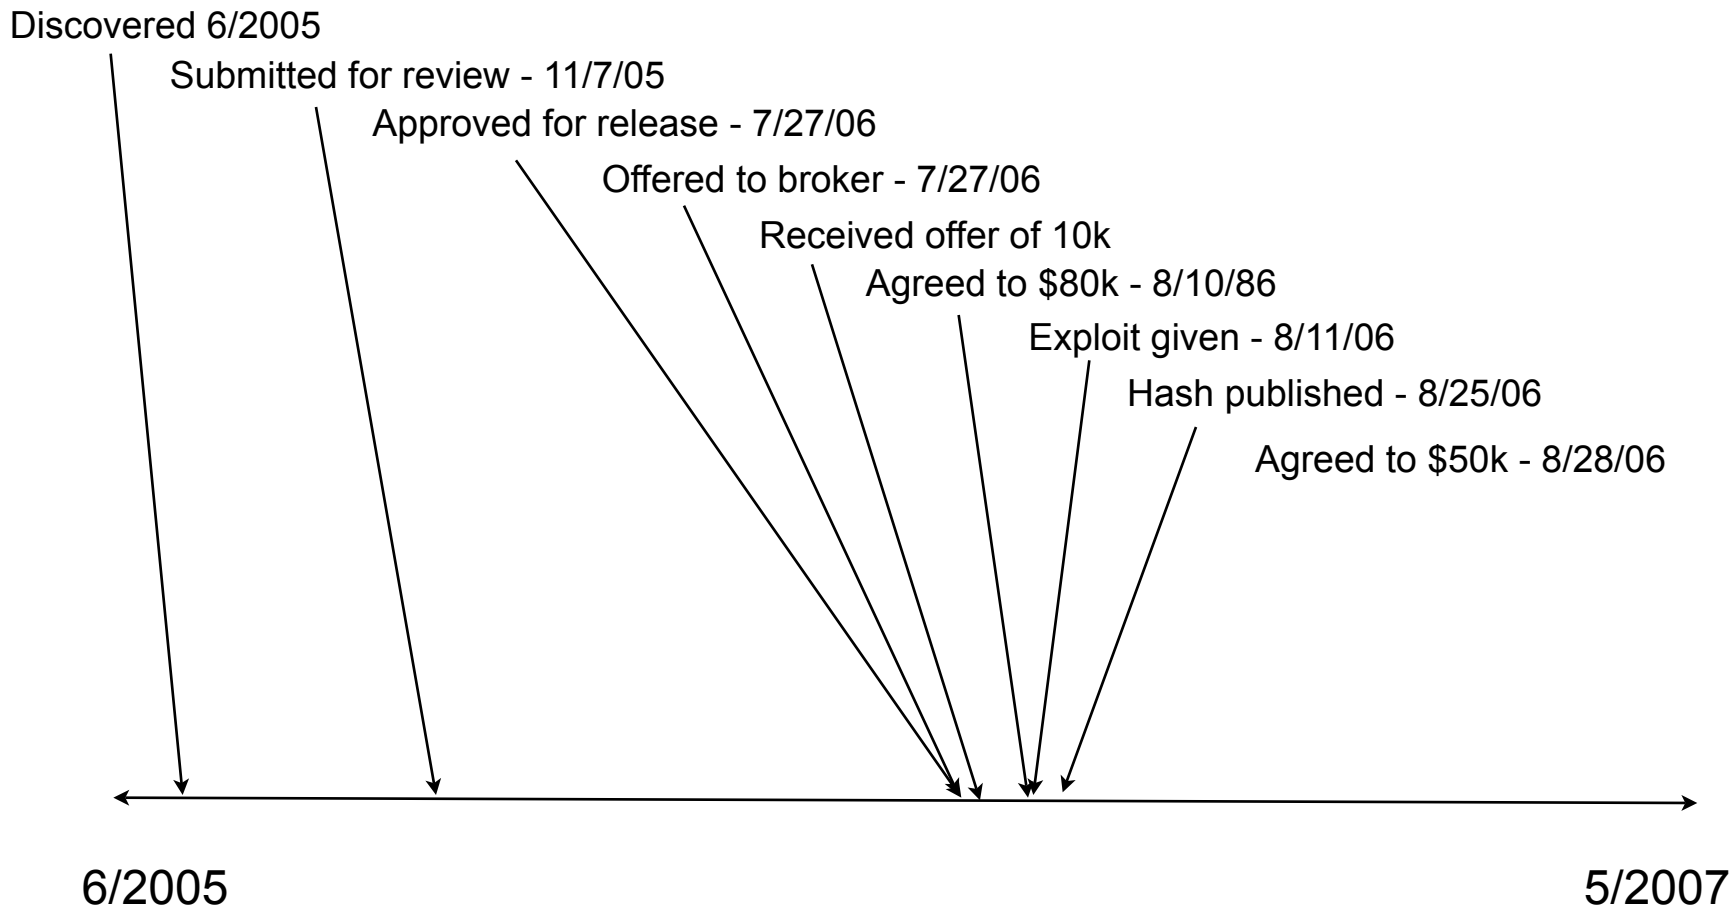 Discovered 6/2005
Submitted for review - 11/7/05
Approved for release - 7/27/06
Offered to broker - 7/27/06
Received offer of 10k
Agreed to $80k - 8/10/86
Exploit given - 8/11/06
Hash published - 8/25/06
Agreed to $50k - 8/28/06
6/2005
5/2007